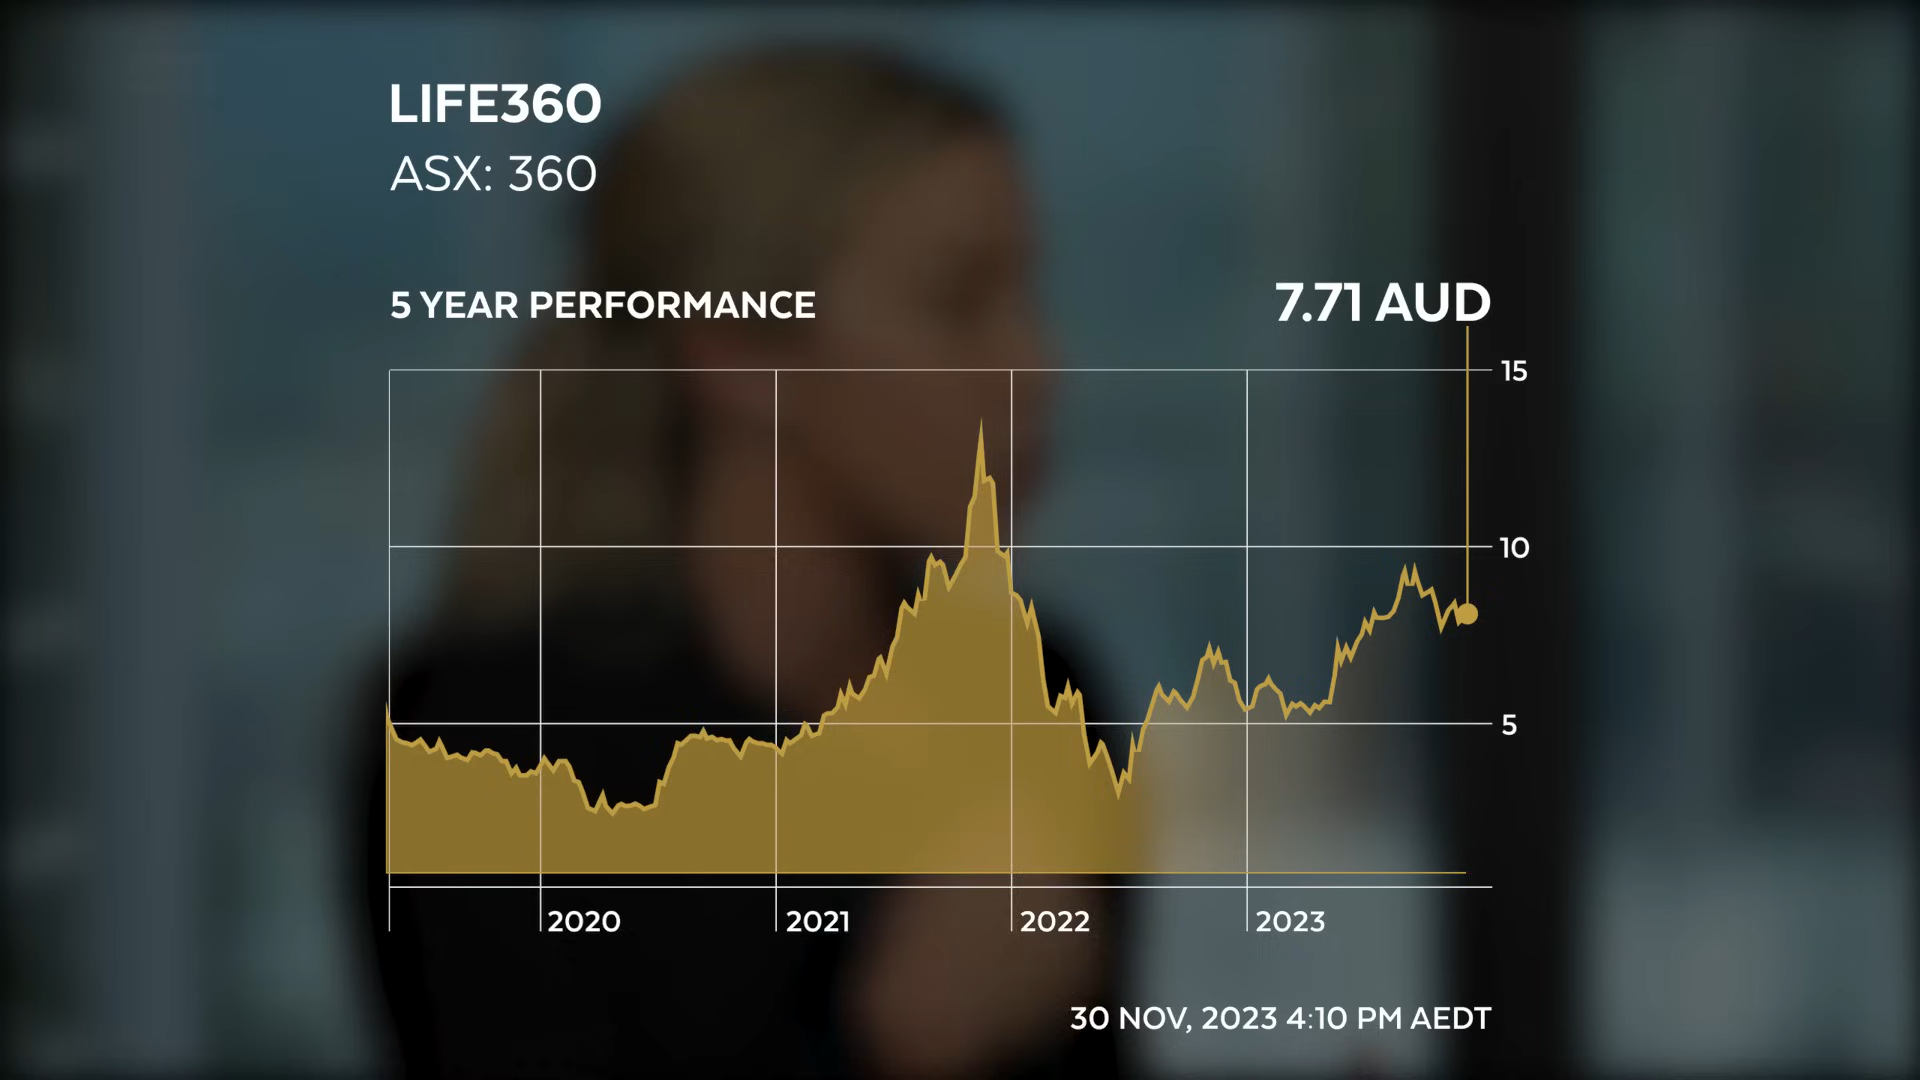 LIFE360
ASX: 360
5 YEAR PERFORMANCE
7.71 AUD
15
10
5
2020
2021
2022
2023
30 NOV, 2023 4:10 PM AEDT